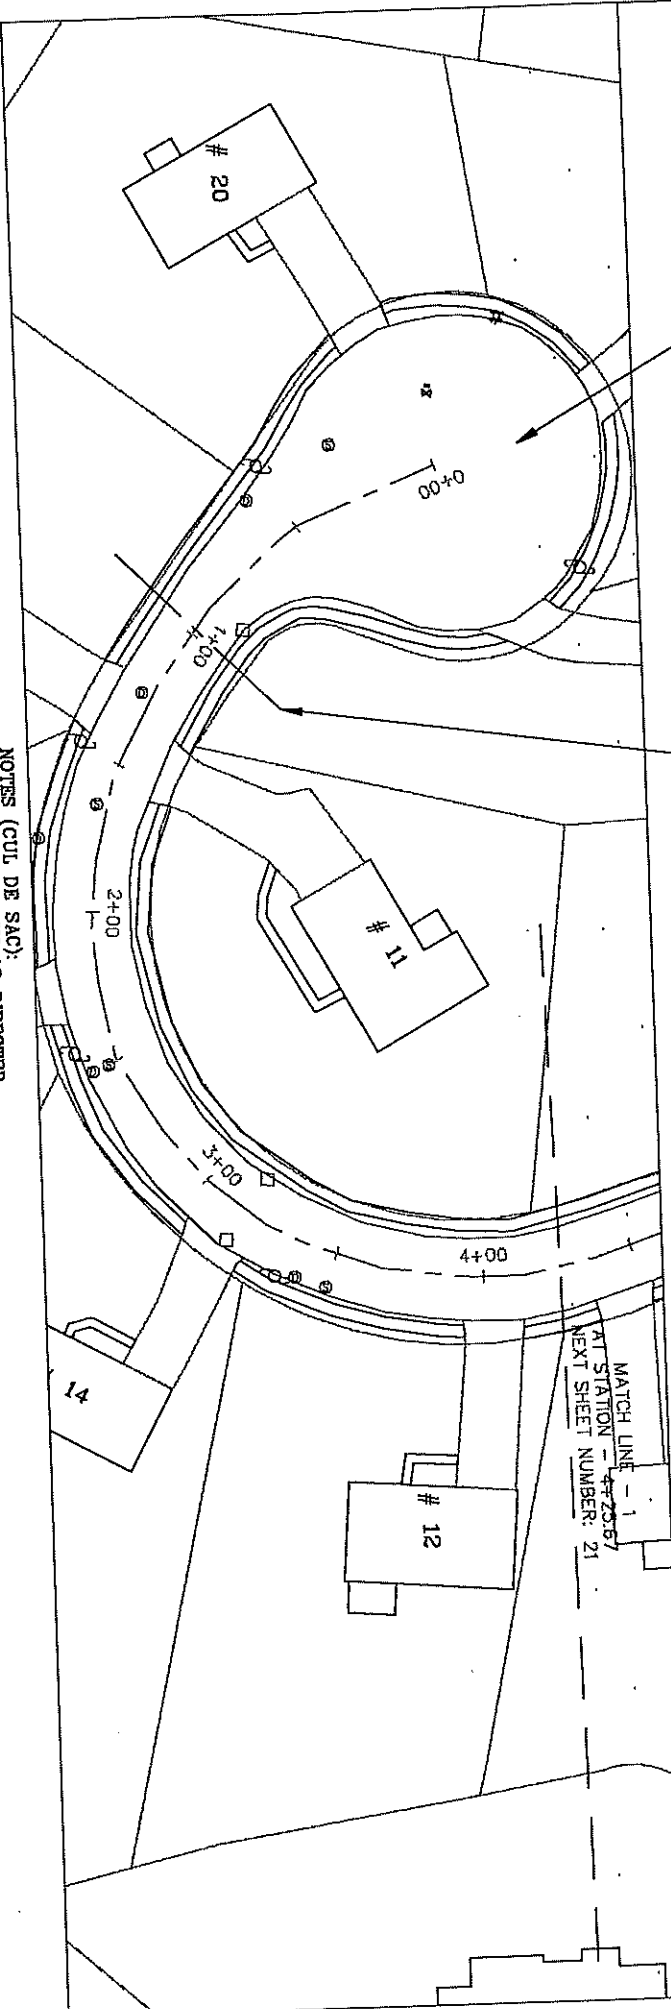 # 20
0+00
1+00
# 11
2+00
NOTES (CUL DE SAC):
3+00
4+00
14
# 12
MATCH LINE - 1
AT STATION - 4+25.67
NEXT SHEET NUMBER: 21